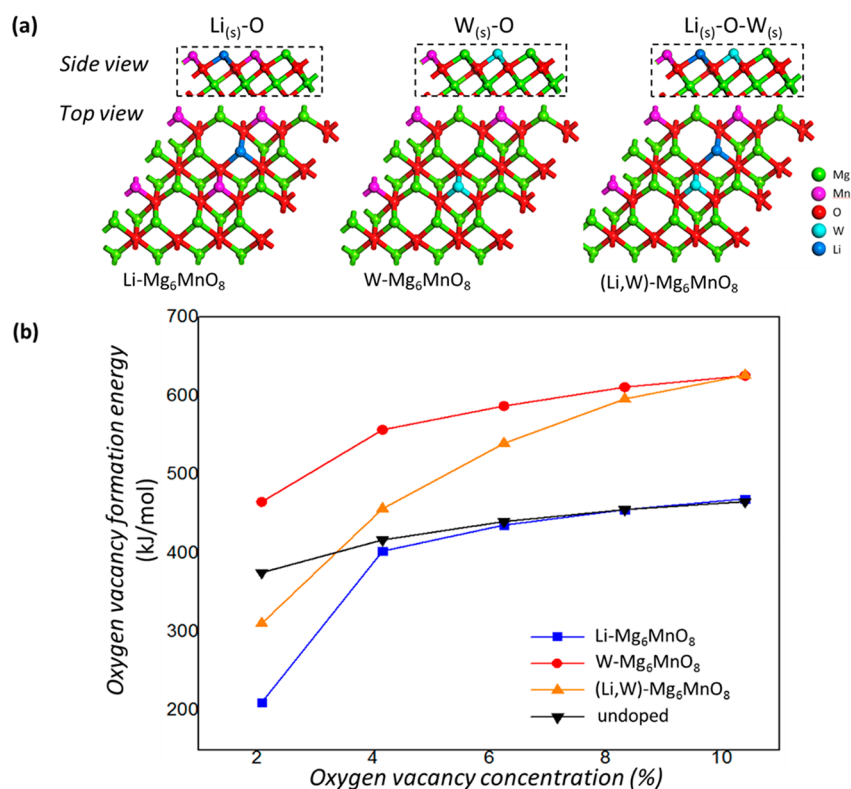 (a)
Li(s)-O
W(s)-O
Li(s)-O-W(s)
Side view
Top view
Mg
Mn
O
W
Li
Li-Mg6MnO8
W-Mg6MnO8
(Li,W)-Mg6MnO8
(b)
Oxygen vacancy formation energy
(kJ/mol)
700
600
500
400
300
200
Li-Mg6MnO8
W-Mg6MnO8
(Li,W)-Mg6MnO8
undoped
2 4 6 8 10
Oxygen vacancy concentration (%)